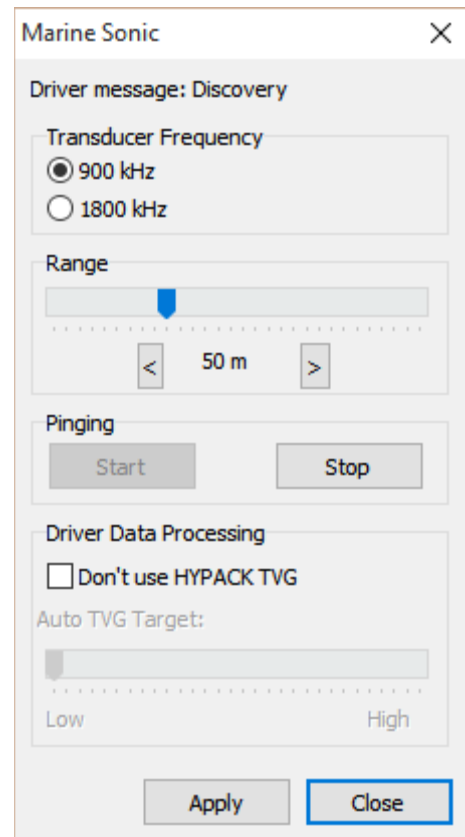 Marine Sonic
Driver message: Discovery
Transducer Frequency
900 kHz
1800 kHz
Range
< 50 m >
Pinging
Start Stop
Driver Data Processing
Don't use HYPACK TVG
Auto TVG Target:
Low High
Apply Close